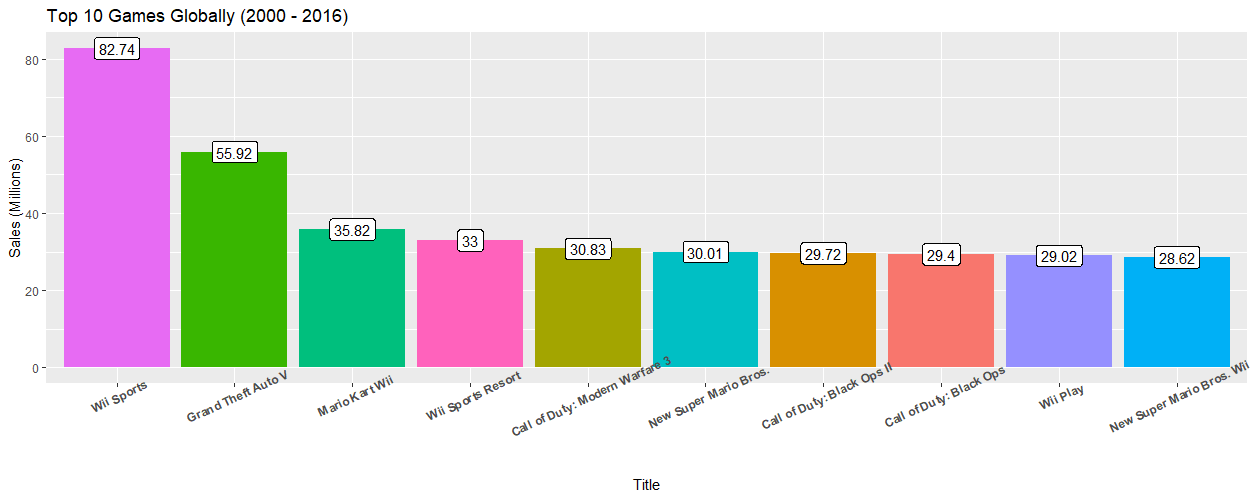 Top 10 Games Globally (2000 - 2016)
Sales (Millions)
80
60
40
20
0
82.74
55.92
35.82
33
30.83
30.01
29.72
29.4
29.02
28.62
Wii Sports
Grand Theft Auto V
Mario Kart Wii
Wii Sports Resort
Call of Duty: Modern Warfare 3
New Super Mario Bros.
Call of Duty: Black Ops II
Call of Duty: Black Ops
Wii Play
New Super Mario Bros. Wii
Title